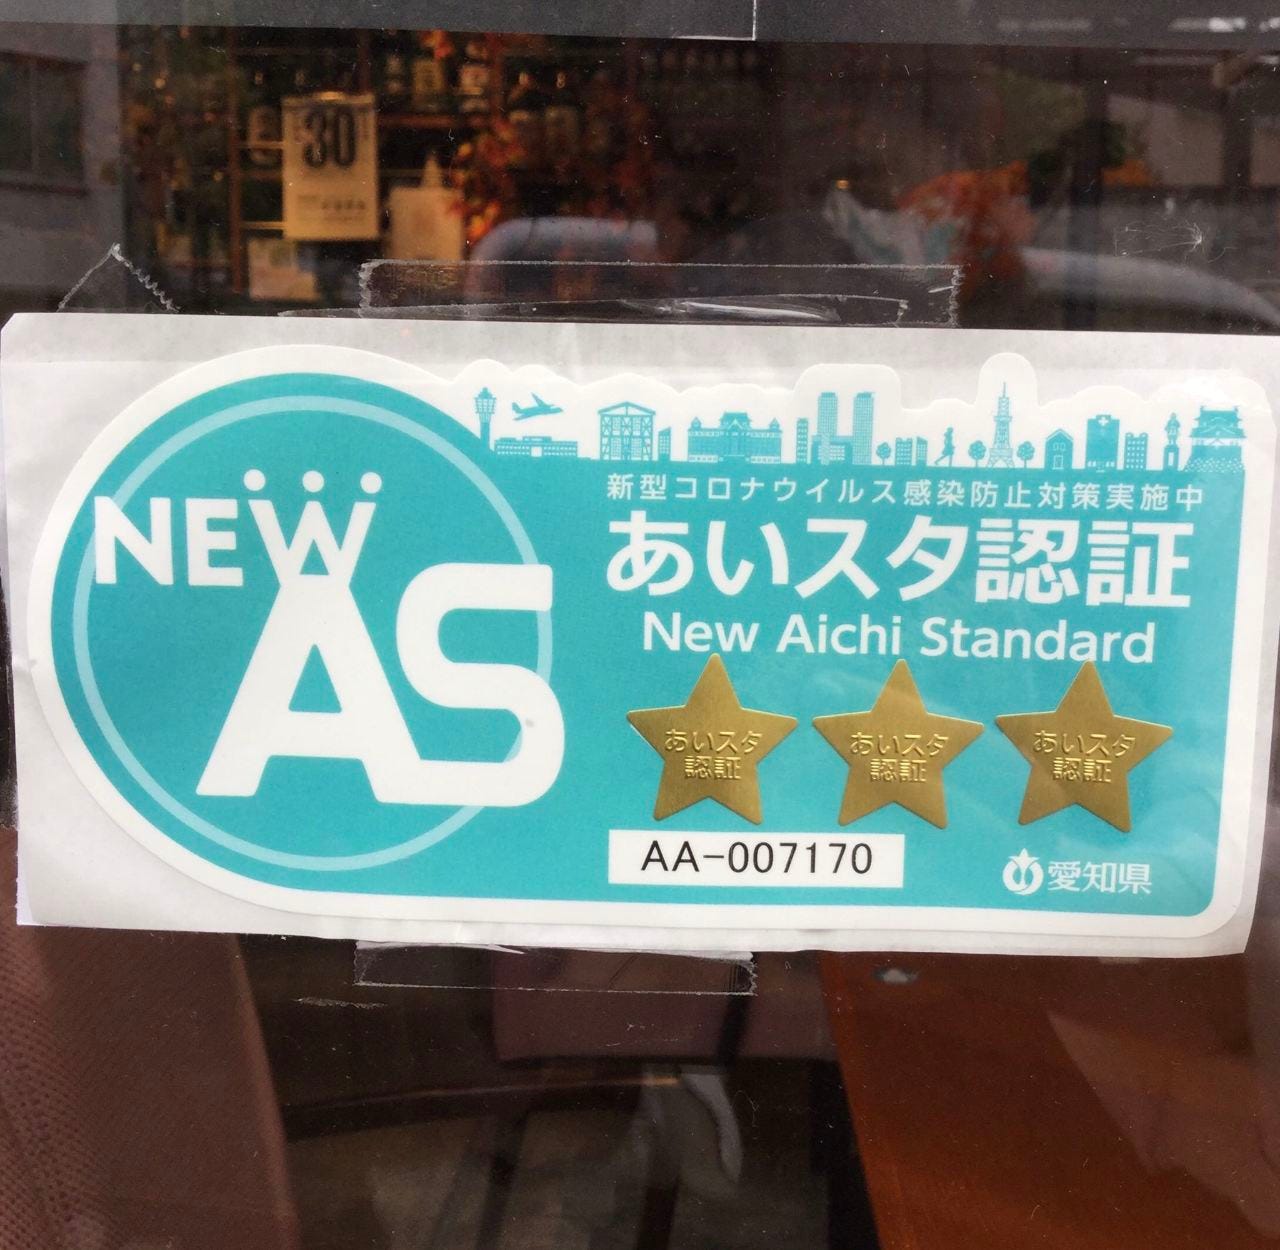 30
NEW
AS
新型コロナウイルス感染防止対策実施中
あいスタ認証
New Aichi Standard
あいスタ
認証
あいスタ
認証
あいスタ
認証
AA-007170
愛知県